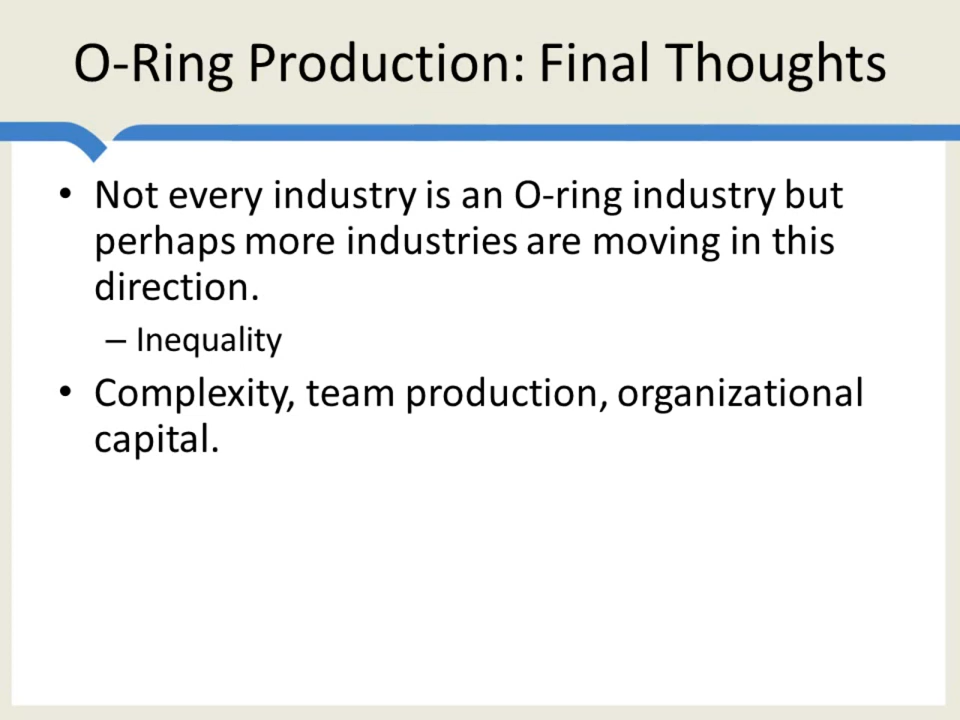 O-Ring Production: Final Thoughts
• Not every industry is an O-ring industry but
perhaps more industries are moving in this
direction.
– Inequality
• Complexity, team production, organizational
capital.